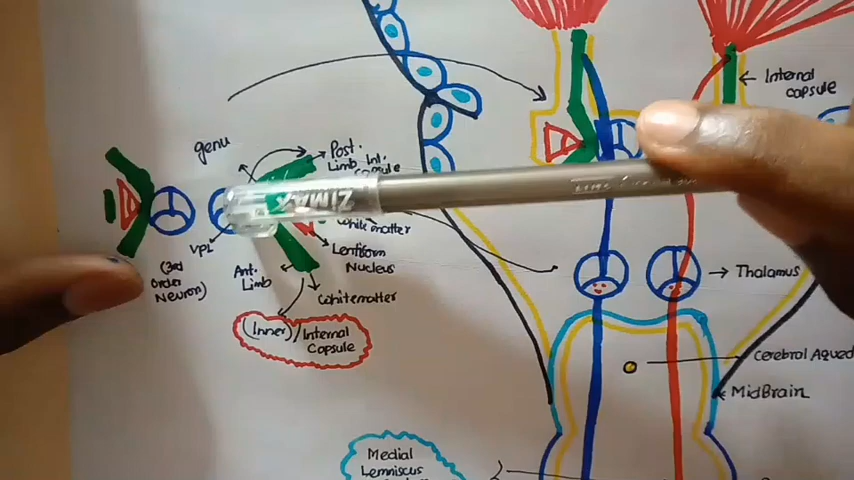 genu
Post.
Limb Int.
Capsule
Internal
capsule
ZIMAX
White matter
VPL
Lentiform
Nucleus
(3rd
Order
Neuron)
Ant.
Limb
Whitematter
(Inner)/Internal
Capsule
Thalamus
Cerebral Aqued
MidBrain
Medial
Lemniscus